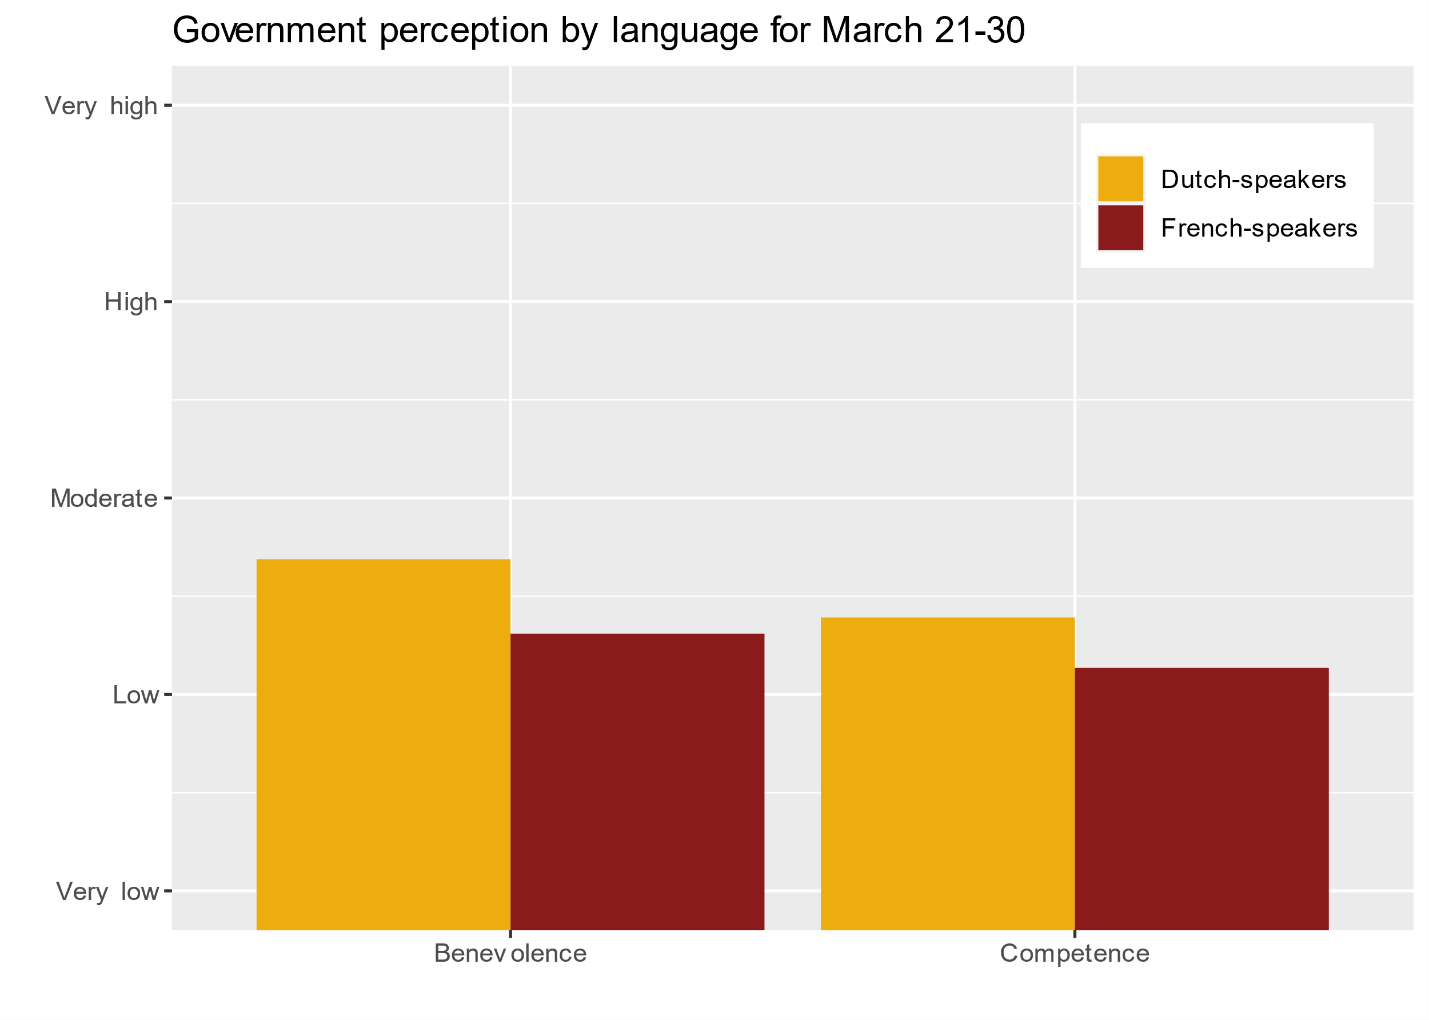 Government perception by language for March 21-30
Very high
High
Moderate
Low
Very low
Dutch-speakers
French-speakers
Benevolence
Competence